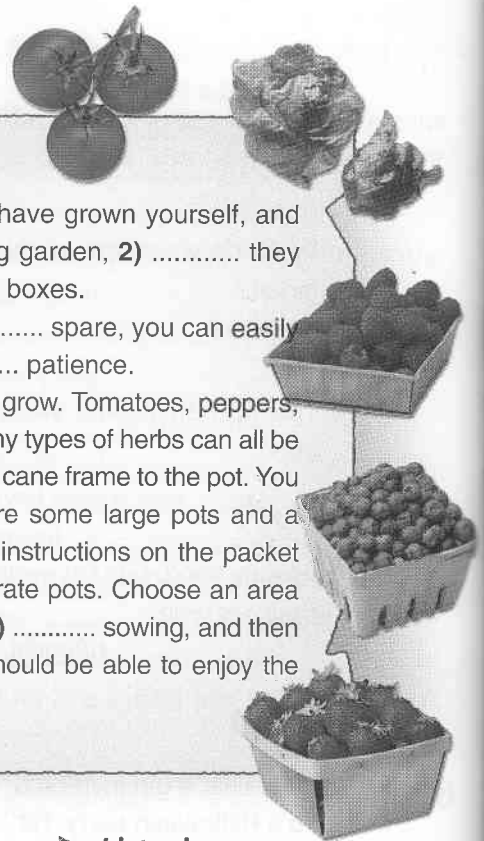 have grown yourself, and
g garden, 2) ............ they
boxes.
...... spare, you can easily
... patience.
grow. Tomatoes, peppers,
ny types of herbs can all be
cane frame to the pot. You
re some large pots and a
instructions on the packet
rate pots. Choose an area
) ............ sowing, and then
hould be able to enjoy the